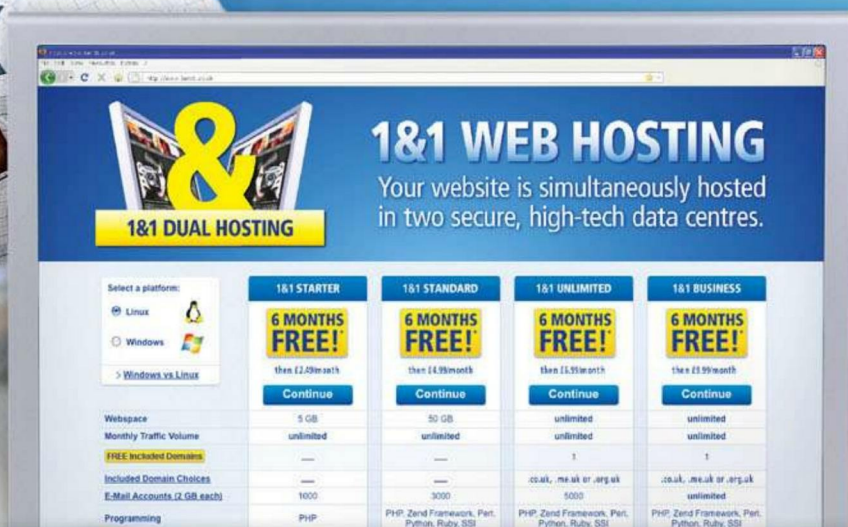 1&1 DUAL HOSTING
1&1 WEB HOSTING
Your website is simultaneously hosted
in two secure, high-tech data centres.
Select a platform:
Linux
Windows
> Windows vs Linux
1&1 STARTER
6 MONTHS
FREE!*
then £2.49/month
Continue
1&1 STANDARD
6 MONTHS
FREE!*
then £4.99/month
Continue
1&1 UNLIMITED
6 MONTHS
FREE!*
then £6.99/month
Continue
1&1 BUSINESS
6 MONTHS
FREE!*
then £9.99/month
Continue
Webspace 5 GB 50 GB unlimited unlimited
Monthly Traffic Volume unlimited unlimited unlimited unlimited
FREE Included Domains — — 1 1
Included Domain Choices — — .co.uk, .me.uk or .org.uk .co.uk, .me.uk or .org.uk
E-Mail Accounts (2 GB each) 1000 3000 5000 unlimited
Programming PHP PHP, Zend Framework, Perl, Python, Ruby, SSI PHP, Zend Framework, Perl, Python, Ruby, SSI PHP, Zend Framework, Perl, Python, Ruby, SSI